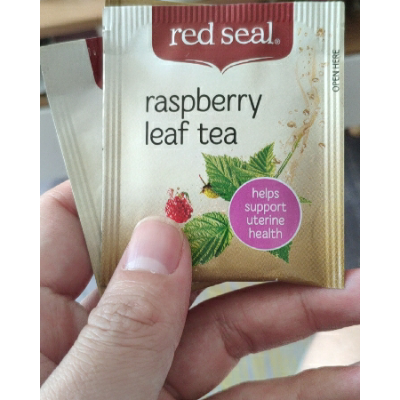 red seal®
OPEN HERE
raspberry
leaf tea
helps
support
uterine
health